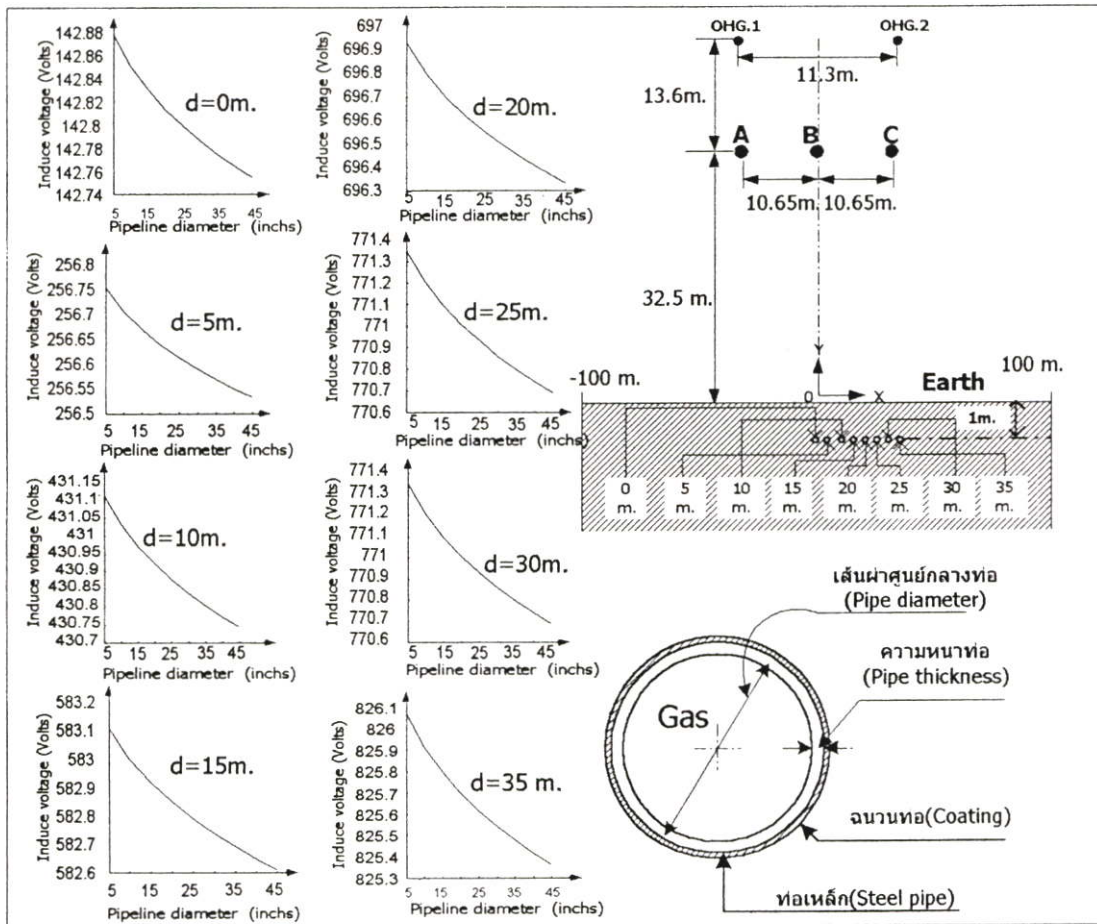 Induce voltage (Volts)
142.88
142.86
142.84
142.82
142.8
142.78
142.76
142.74
d=0m.
5 15 25 35 45
Pipeline diameter (inchs)
Induce voltage (Volts)
697
696.9
696.8
696.7
696.6
696.5
696.4
696.3
d=20m.
5 15 25 35 45
Pipeline diameter (inchs)
Induce voltage (Volts)
256.8
256.75
256.7
256.65
256.6
256.55
256.5
d=5m.
5 15 25 35 45
Pipeline diameter (inchs)
Induce voltage (Volts)
771.4
771.3
771.2
771.1
771
770.9
770.8
770.7
770.6
d=25m.
5 15 25 35 45
Pipeline diameter (inchs)
Induce voltage (Volts)
431.15
431.1
431.05
431
430.95
430.9
430.85
430.8
430.75
430.7
d=10m.
5 15 25 35 45
Pipeline diameter (inchs)
Induce voltage (Volts)
771.4
771.3
771.2
771.1
771
770.9
770.8
770.7
770.6
d=30m.
5 15 25 35 45
Pipeline diameter (inchs)
Induce voltage (Volts)
583.2
583.1
583
582.9
582.8
582.7
582.6
d=15m.
5 15 25 35 45
Pipeline diameter (inchs)
Induce voltage (Volts)
826.1
826
825.9
825.8
825.7
825.6
825.5
825.4
825.3
d=35 m.
5 15 25 35 45
Pipeline diameter (inchs)
OHG.1 OHG.2
11.3m.
13.6m.
A B C
10.65m. 10.65m.
32.5 m.
Y
-100 m. 0 X Earth 100 m.
1m.
0 5 10 15 20 25 30 35
m. m. m. m. m. m. m. m.
เส้นผ่าศูนย์กลางท่อ
(Pipe diameter)
ความหนาท่อ
(Pipe thickness)
Gas
ฉนวนทอ(Coating)
ท่อเหล็ก(Steel pipe)